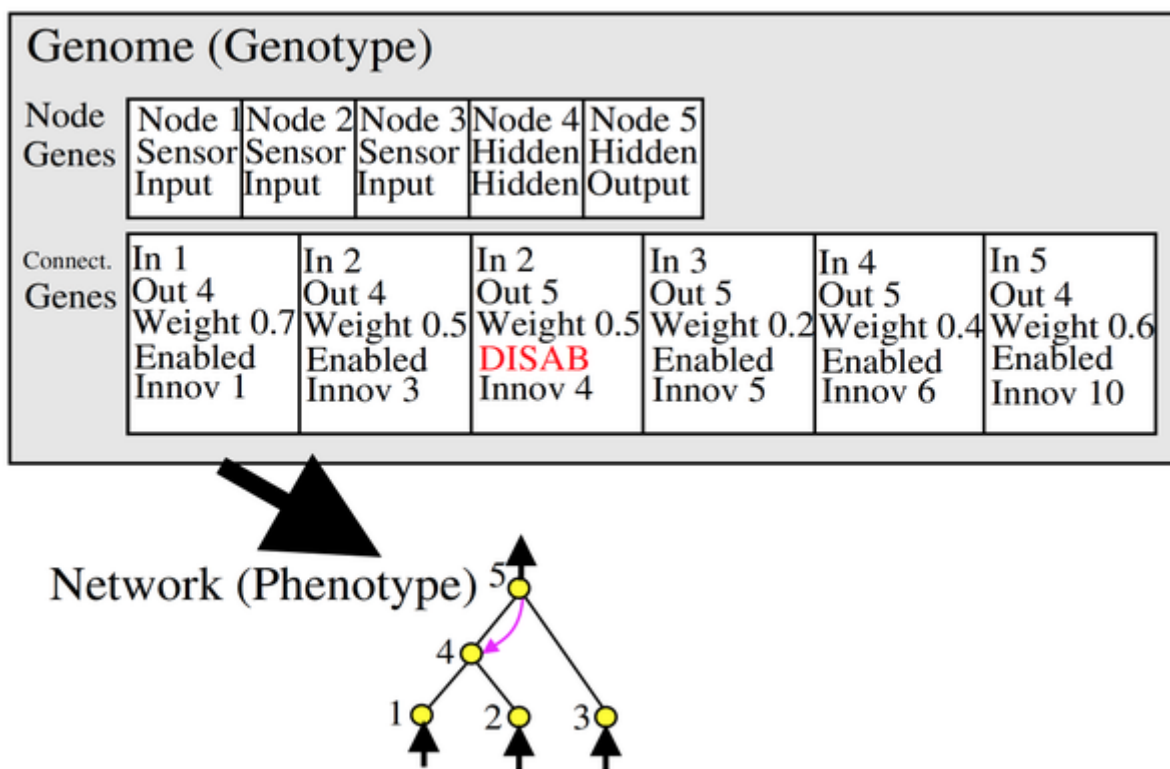 Genome (Genotype)
Node Genes
Node 1 Sensor Input
Node 2 Sensor Input
Node 3 Sensor Input
Node 4 Hidden Hidden
Node 5 Hidden Output
Connect. Genes
In 1
Out 4
Weight 0.7
Enabled
Innov 1
In 2
Out 4
Weight 0.5
Enabled
Innov 3
In 2
Out 5
Weight 0.5
DISAB
Innov 4
In 3
Out 5
Weight 0.2
Enabled
Innov 5
In 4
Out 5
Weight 0.4
Enabled
Innov 6
In 5
Out 4
Weight 0.6
Enabled
Innov 10
Network (Phenotype)
5
4
1
2
3